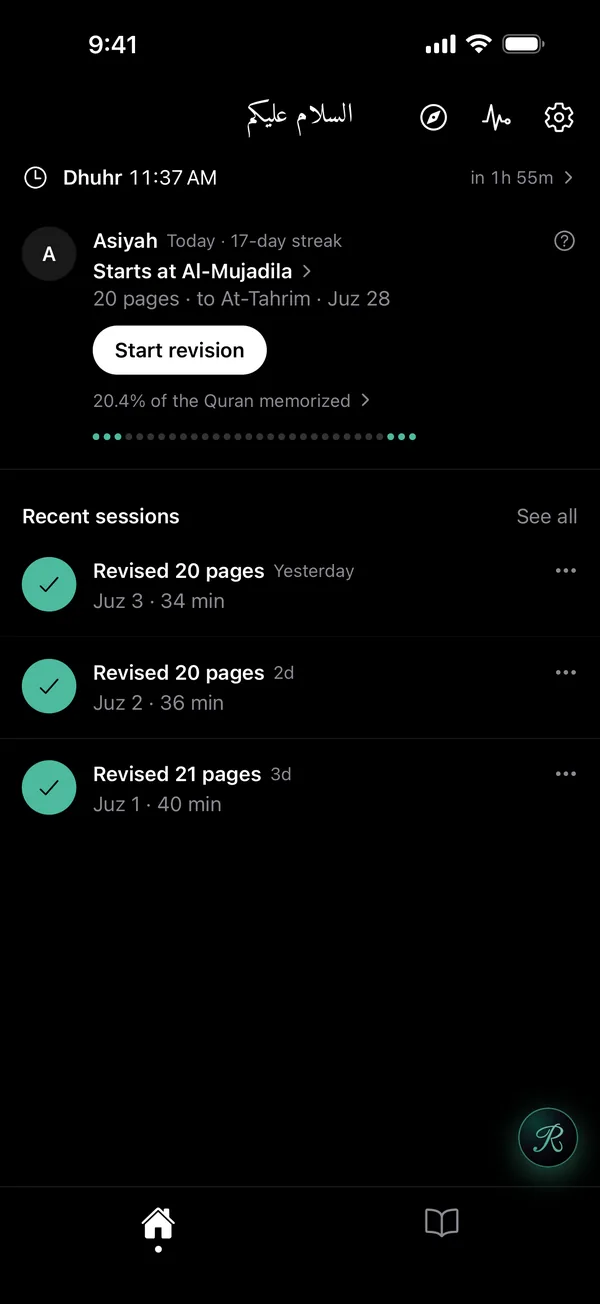 9:41
السلام عليكم
Dhuhr 11:37 AM in 1h 55m
A
Asiyah Today · 17-day streak
Starts at Al-Mujadila
20 pages · to At-Tahrim · Juz 28
Start revision
20.4% of the Quran memorized
Recent sessions See all
Revised 20 pages Yesterday
Juz 3 · 34 min
Revised 20 pages 2d
Juz 2 · 36 min
Revised 21 pages 3d
Juz 1 · 40 min
R